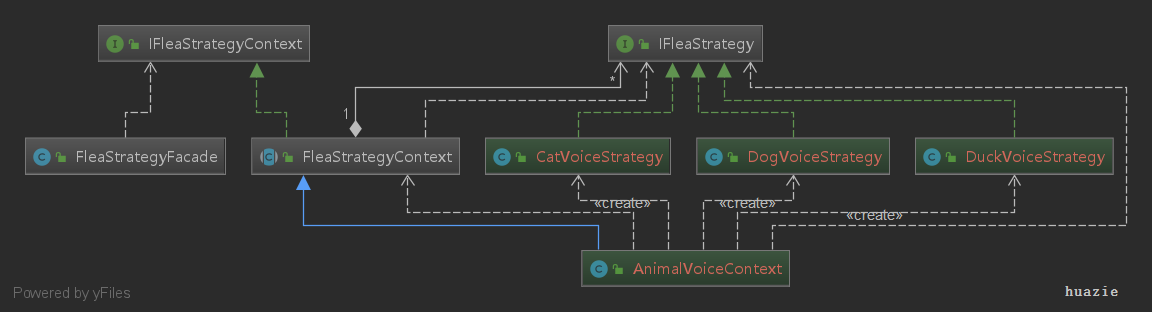 IFleaStrategyContext
IFleaStrategy
*
1
FleaStrategyFacade
FleaStrategyContext
CatVoiceStrategy
DogVoiceStrategy
DuckVoiceStrategy
«create»
«create»
«create»
AnimalVoiceContext
Powered by yFiles
huazie